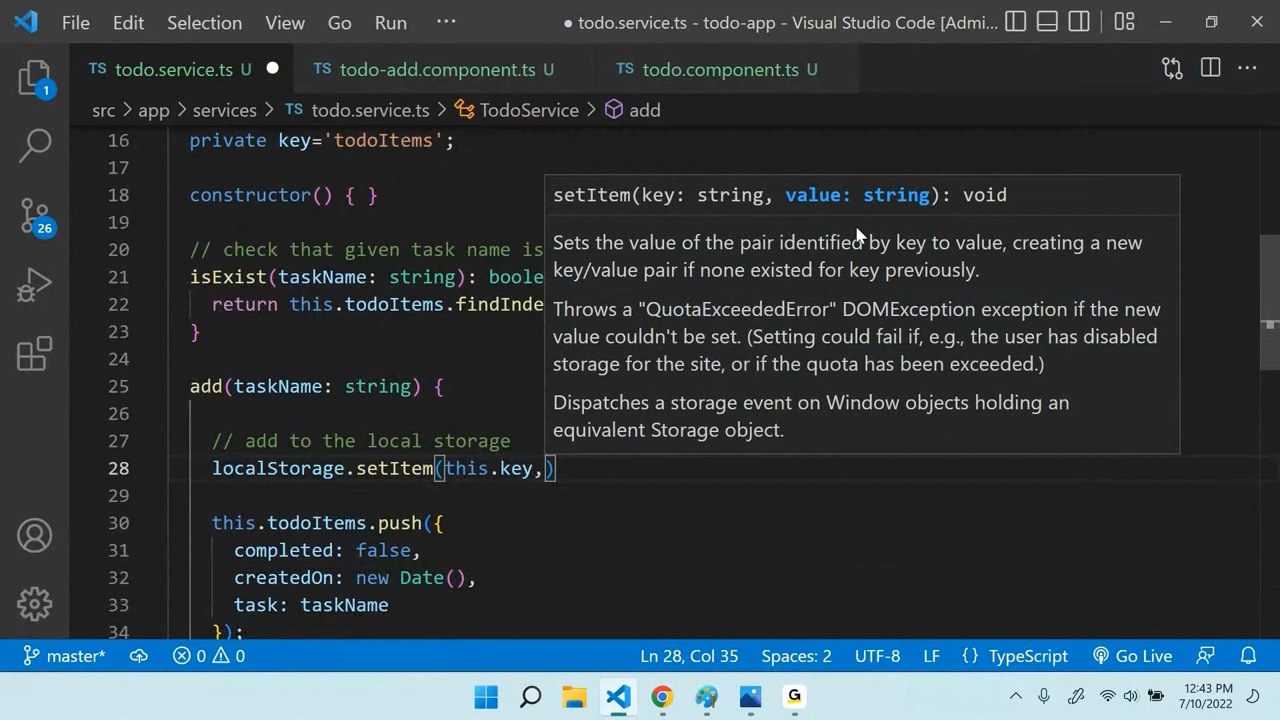 File Edit Selection View Go Run ··· ● todo.service.ts - todo-app - Visual Studio Code [Admi...
TS todo.service.ts U ● TS todo-add.component.ts U TS todo.component.ts U ···
1
src > app > services > TS todo.service.ts > TodoService > add
16 private key='todoItems';
17
18 constructor() { }
19
20 // check that given task name is
21 isExist(taskName: string): boole
22 return this.todoItems.findInde
23 }
24
25 add(taskName: string) {
26
27 // add to the local storage
28 localStorage.setItem(this.key,)
29
30 this.todoItems.push({
31 completed: false,
32 createdOn: new Date(),
33 task: taskName
34 });
setItem(key: string, value: string): void
Sets the value of the pair identified by key to value, creating a new
key/value pair if none existed for key previously.
Throws a "QuotaExceededError" DOMException exception if the new
value couldn't be set. (Setting could fail if, e.g., the user has disabled
storage for the site, or if the quota has been exceeded.)
Dispatches a storage event on Window objects holding an
equivalent Storage object.
26
master* 0 0 Ln 28, Col 35 Spaces: 2 UTF-8 LF {} TypeScript Go Live
G
12:43 PM
7/10/2022